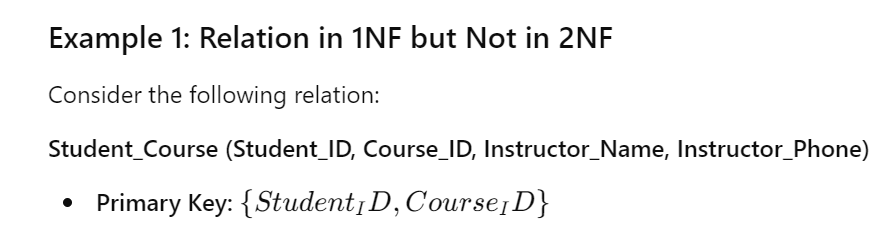 Example 1: Relation in 1NF but Not in 2NF
Consider the following relation:
Student_Course (Student_ID, Course_ID, Instructor_Name, Instructor_Phone)
• Primary Key: {Student_I D, Course_I D}